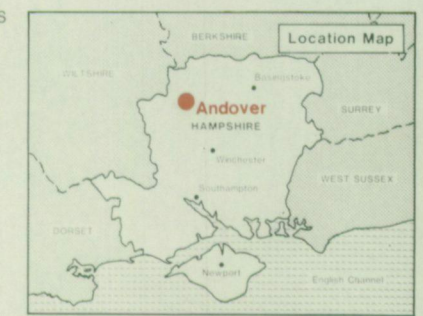 S
Location Map
BERKSHIRE
WILTSHIRE
Basingstoke
Andover
SURREY
HAMPSHIRE
Winchester
WEST SUSSEX
Southampton
DORSET
Newport
English Channel